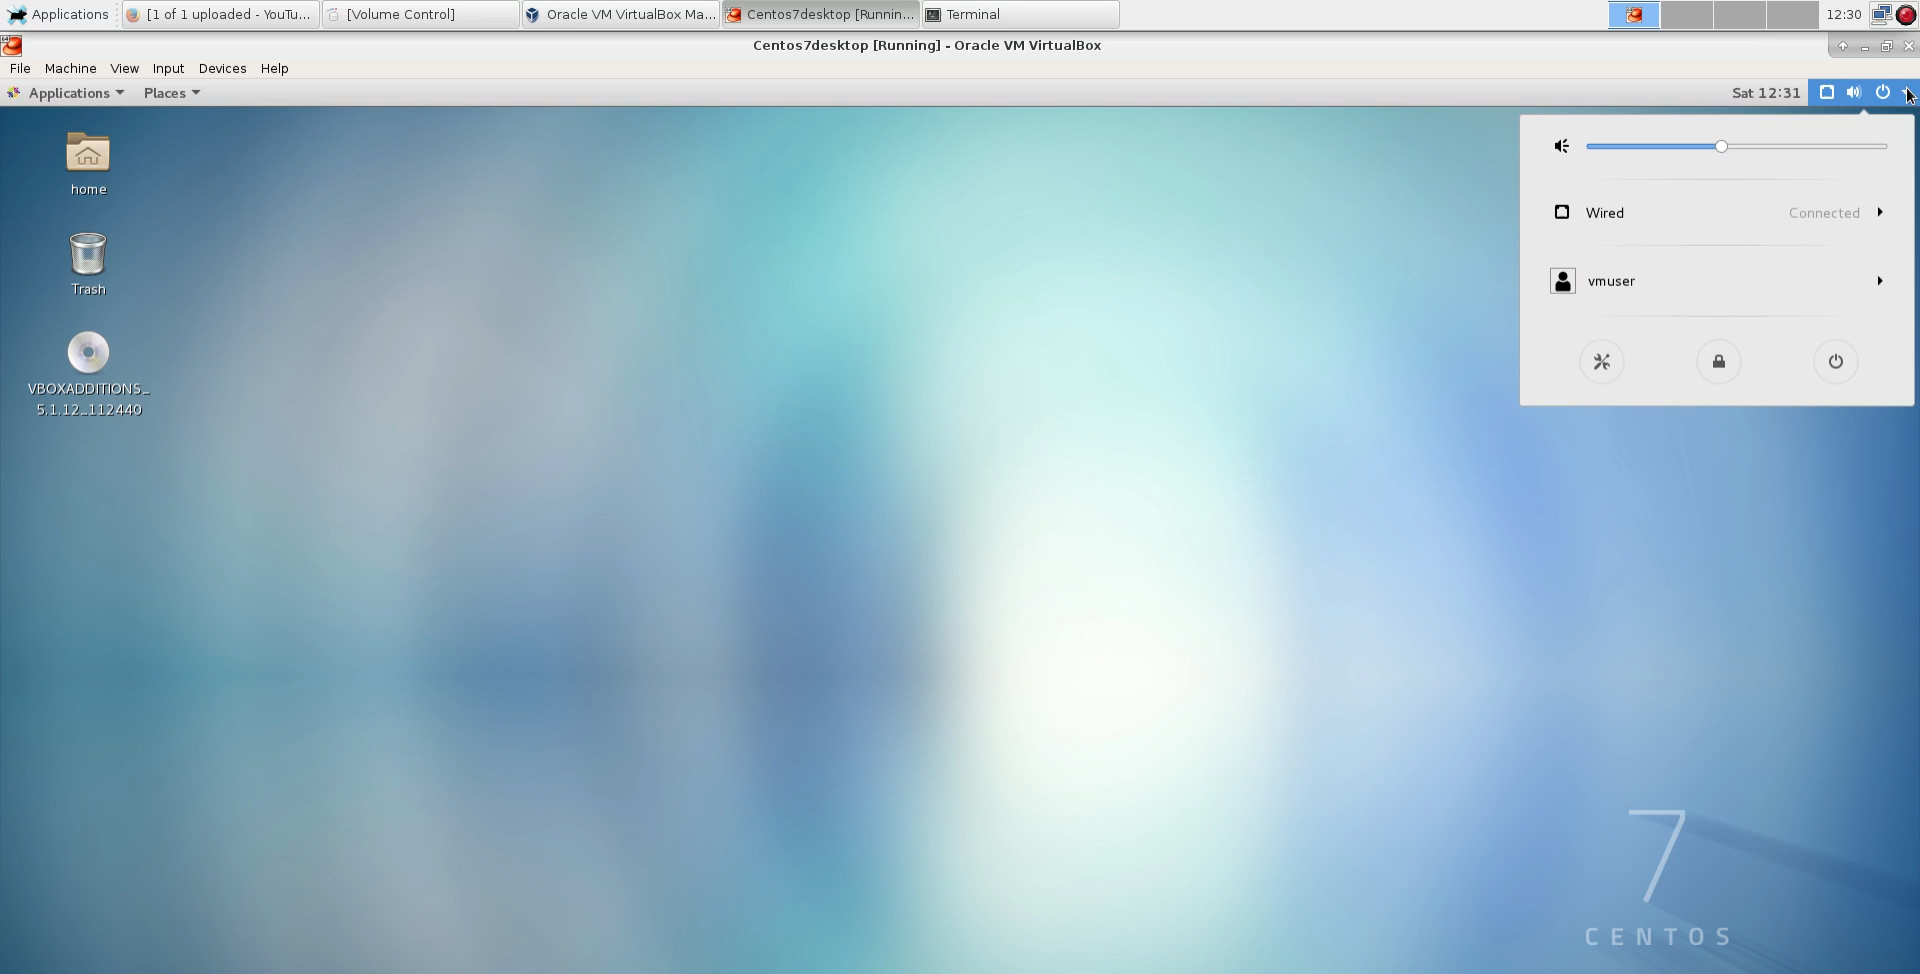 Applications
[1 of 1 uploaded - YouTu...
[Volume Control]
Oracle VM VirtualBox Ma...
Centos7desktop [Runnin...
Terminal
12:30
Centos7desktop [Running] - Oracle VM VirtualBox
File Machine View Input Devices Help
Applications Places Sat 12:31
home
Trash
VBOXADDITIONS_
5.1.12_112440
Wired Connected
vmuser
7
CENTOS